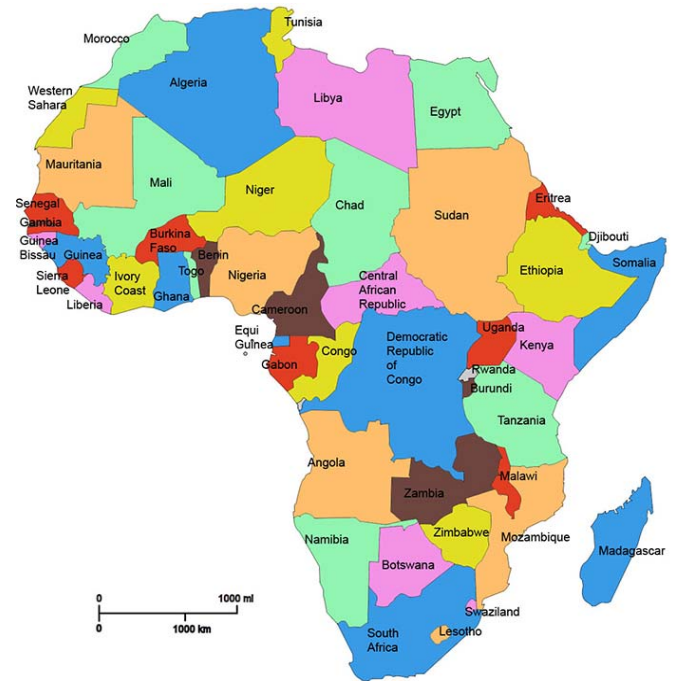 Tunisia
Morocco
Algeria
Western
Sahara
Libya
Egypt
Mauritania
Mali
Niger
Chad
Sudan
Eritrea
Senegal
Gambia
Guinea
Bissau
Guinea
Burkina
Faso
Benin
Togo
Nigeria
Djibouti
Somalia
Ethiopia
Sierra
Leone
Ivory
Coast
Ghana
Liberia
Central
African
Republic
Cameroon
Equi
Guinea
Gabon
Congo
Democratic
Republic
of
Congo
Uganda
Kenya
Rwanda
Burundi
Tanzania
Angola
Zambia
Malawi
Mozambique
Zimbabwe
Namibia
Botswana
Madagascar
Swaziland
South
Africa
Lesotho
0 1000 mi
0 1000 km